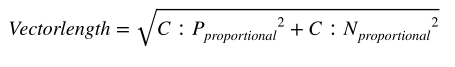 Vectorlength = √(C : P_proportional² + C : N_proportional²)